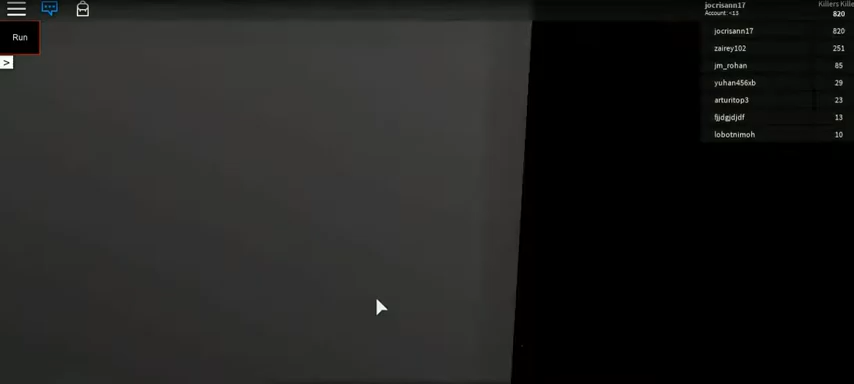 jocrisann17
Account: <13
Killers Kille
820
Run
>
jocrisann17 820
zairey102 251
jm_rohan 85
yuhan456xb 29
arturitop3 23
fjjdgjdjdf 13
lobotnimoh 10